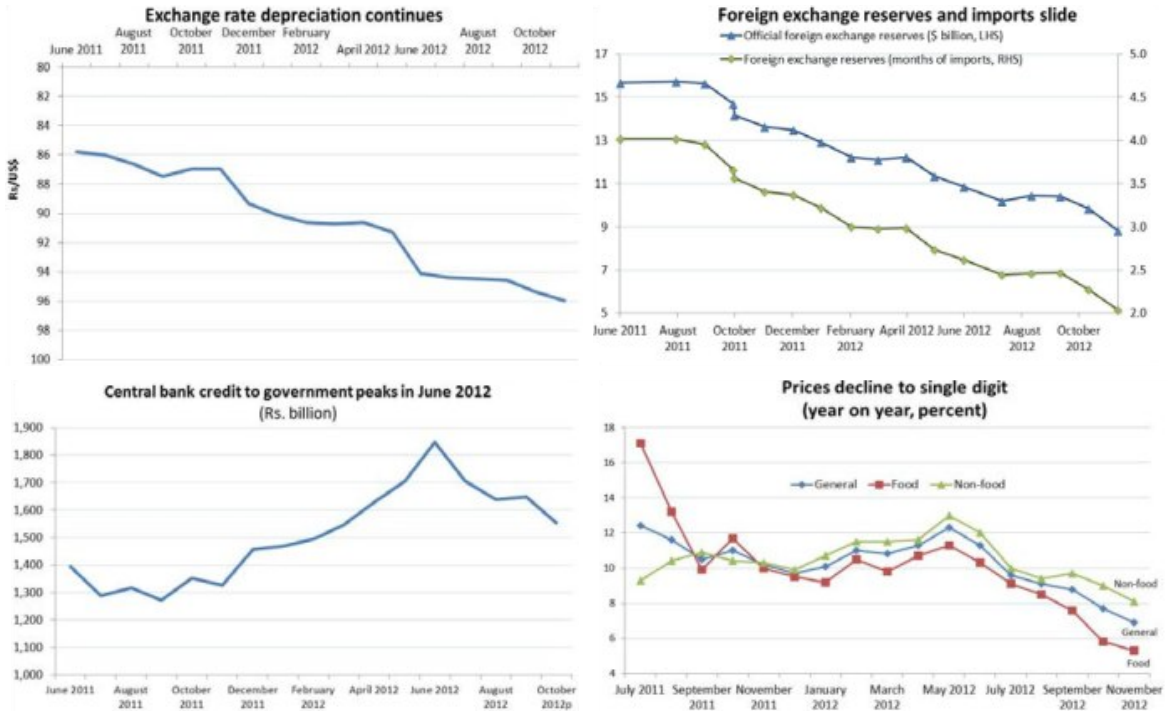 Exchange rate depreciation continues
June 2011
August 2011
October 2011
December 2011
February 2012
April 2012
June 2012
August 2012
October 2012
Rs/US$
80
82
84
86
88
90
92
94
96
98
100
Foreign exchange reserves and imports slide
Official foreign exchange reserves ($ billion, LHS)
Foreign exchange reserves (months of imports, RHS)
17
15
13
11
9
7
5
5.0
4.5
4.0
3.5
3.0
2.5
2.0
June 2011
August 2011
October 2011
December 2011
February 2012
April 2012
June 2012
August 2012
October 2012
Central bank credit to government peaks in June 2012
(Rs. billion)
1,900
1,800
1,700
1,600
1,500
1,400
1,300
1,200
1,100
1,000
June 2011
August 2011
October 2011
December 2011
February 2012
April 2012
June 2012
August 2012
October 2012p
Prices decline to single digit
(year on year, percent)
18
16
14
12
10
8
6
4
General
Food
Non-food
Non-food
General
Food
July 2011
September 2011
November 2011
January 2012
March 2012
May 2012
July 2012
September 2012
November 2012